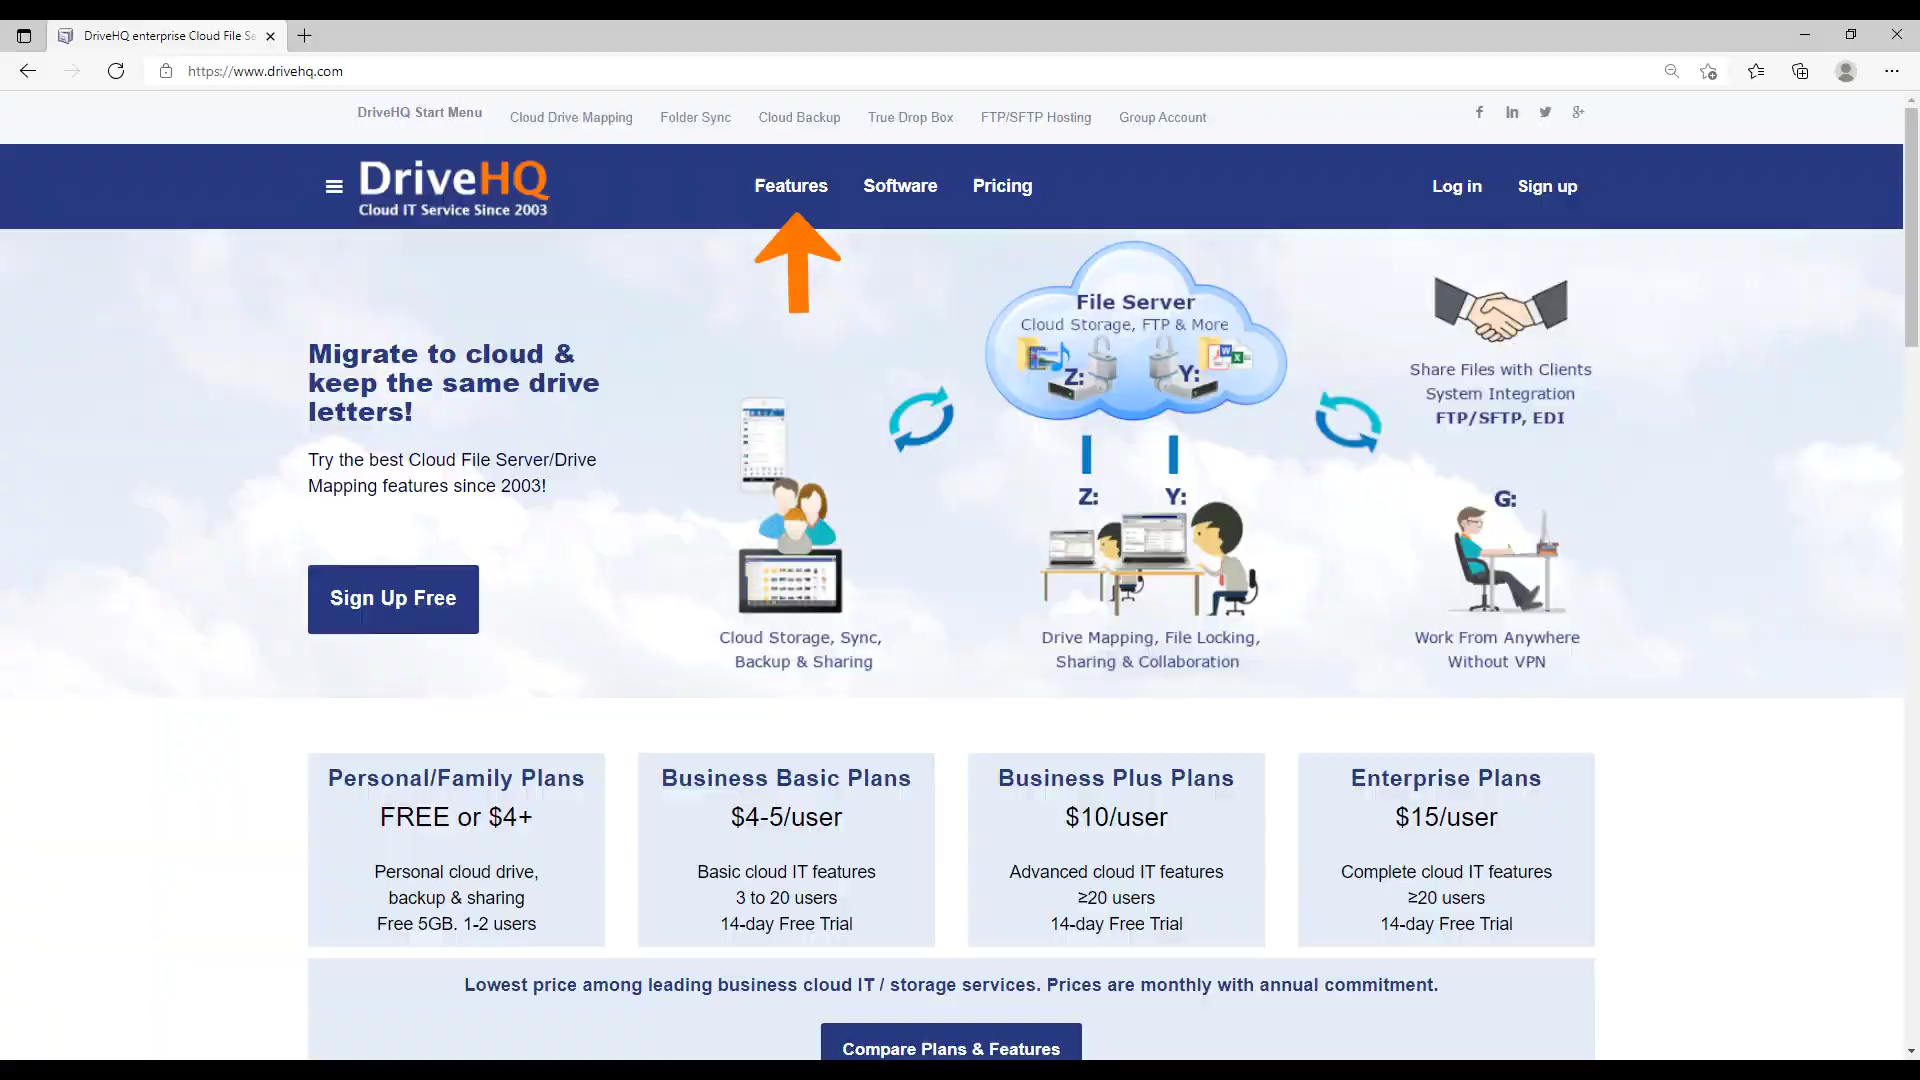 DriveHQ enterprise Cloud File Se
https://www.drivehq.com
DriveHQ Start Menu
Cloud Drive Mapping
Folder Sync
Cloud Backup
True Drop Box
FTP/SFTP Hosting
Group Account
DriveHQ
Cloud IT Service Since 2003
Features
Software
Pricing
Log in
Sign up
Migrate to cloud &
keep the same drive
letters!
Try the best Cloud File Server/Drive
Mapping features since 2003!
Sign Up Free
File Server
Cloud Storage, FTP & More
Z:
Y:
Z:
Y:
Share Files with Clients
System Integration
FTP/SFTP, EDI
G:
Cloud Storage, Sync,
Backup & Sharing
Drive Mapping, File Locking,
Sharing & Collaboration
Work From Anywhere
Without VPN
Personal/Family Plans
FREE or $4+
Personal cloud drive,
backup & sharing
Free 5GB. 1-2 users
Business Basic Plans
$4-5/user
Basic cloud IT features
3 to 20 users
14-day Free Trial
Business Plus Plans
$10/user
Advanced cloud IT features
≥20 users
14-day Free Trial
Enterprise Plans
$15/user
Complete cloud IT features
≥20 users
14-day Free Trial
Lowest price among leading business cloud IT / storage services. Prices are monthly with annual commitment.
Compare Plans & Features